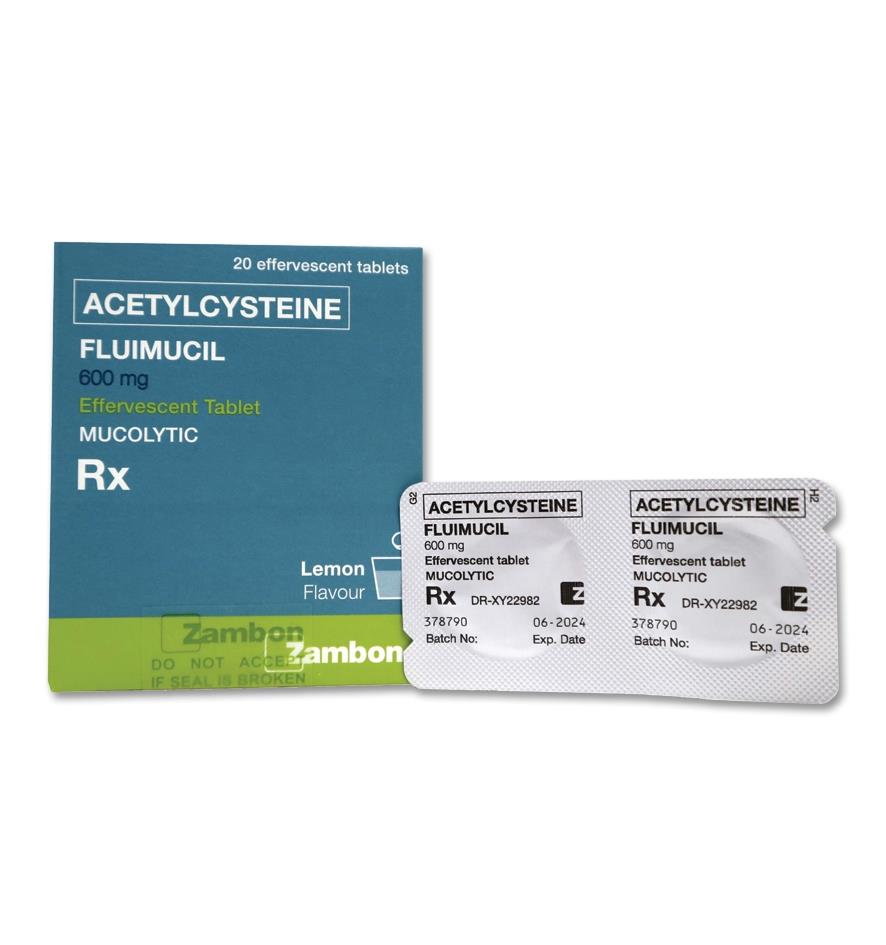 20 effervescent tablets
ACETYLCYSTEINE
FLUIMUCIL
600 mg
Effervescent Tablet
MUCOLYTIC
Rx
Lemon
Flavour
Zambon
DO NOT ACCEPT
IF SEAL IS BROKEN
Zambon
G2
ACETYLCYSTEINE
FLUIMUCIL
600 mg
Effervescent tablet
MUCOLYTIC
Rx DR-XY22982
378790 06-2024
Batch No: Exp. Date
H2
ACETYLCYSTEINE
FLUIMUCIL
600 mg
Effervescent tablet
MUCOLYTIC
Rx DR-XY22982
378790 06-2024
Batch No: Exp. Date